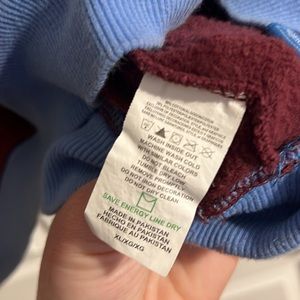 WASH INSIDE OUT
MACHINE WASH COLD
W/SIMILAR COLORS
DO NOT BLEACH
TUMBLE DRY LOW
REMOVE PROMPTLY
DO NOT IRON DECORATION
DO NOT DRY CLEAN
SAVE ENERGY LINE DRY
MADE IN PAKISTAN
HECHO EN PAKISTAN
FABRIQUE AU PAKISTAN
XL/XG/XG